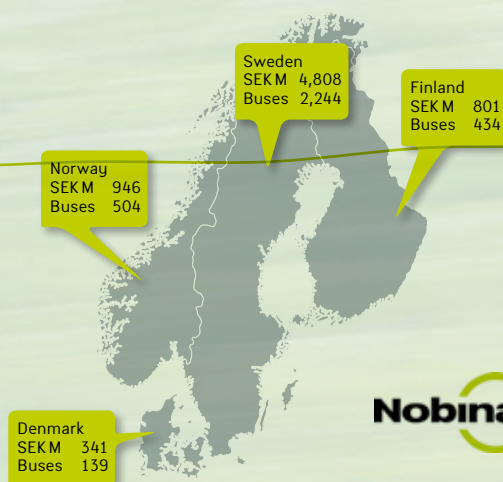 Sweden
SEK M 4,808
Buses 2,244
Finland
SEK M 801
Buses 434
Norway
SEK M 946
Buses 504
Nobina
Denmark
SEK M 341
Buses 139